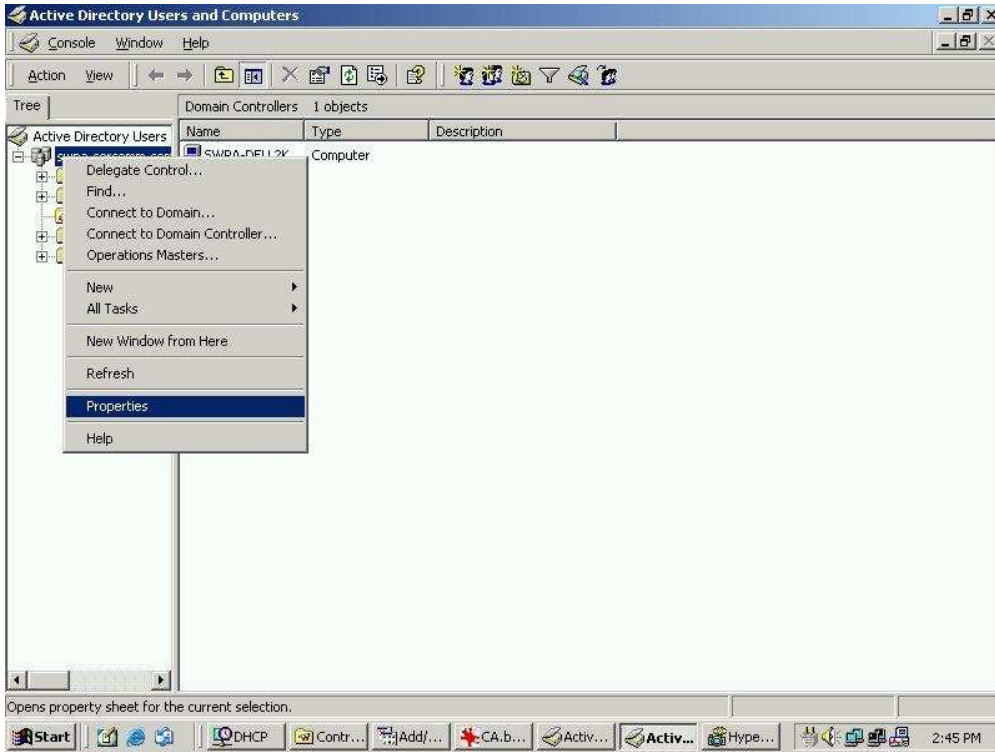 Active Directory Users and Computers
Console Window Help
Action View
Tree
Domain Controllers 1 objects
Active Directory Users
Name Type Description
SWPA-DELL2K Computer
Delegate Control...
Find...
Connect to Domain...
Connect to Domain Controller...
Operations Masters...
New
All Tasks
New Window from Here
Refresh
Properties
Help
Opens property sheet for the current selection.
Start DHCP Contr... Add/... CA.b... Activ... Activ... Hype... 2:45 PM